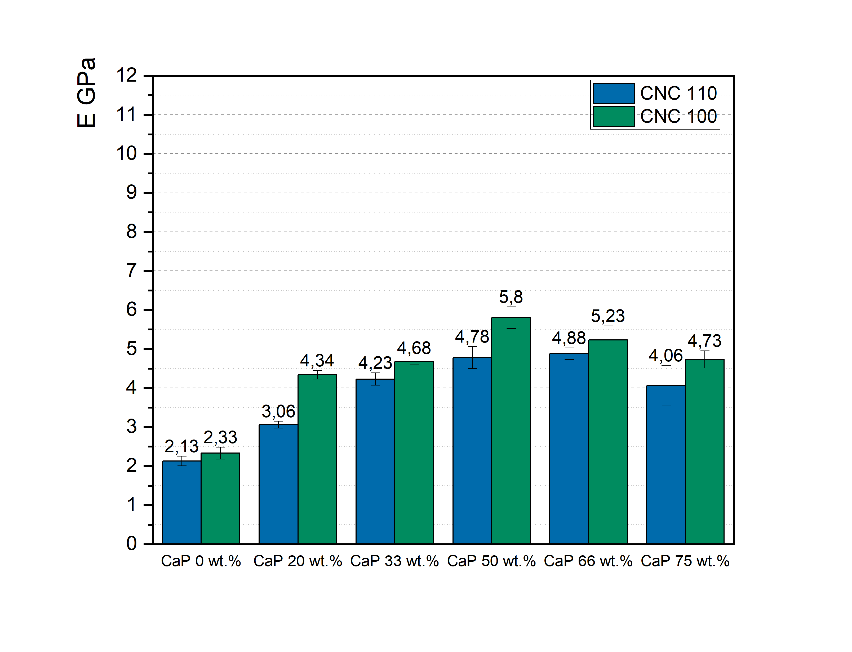 E GPa
12
11
10
9
8
7
6
5
4
3
2
1
0
CNC 110
CNC 100
2,13
2,33
3,06
4,34
4,23
4,68
4,78
5,8
4,88
5,23
4,06
4,73
CaP 0 wt.%
CaP 20 wt.%
CaP 33 wt.%
CaP 50 wt.%
CaP 66 wt.%
CaP 75 wt.%